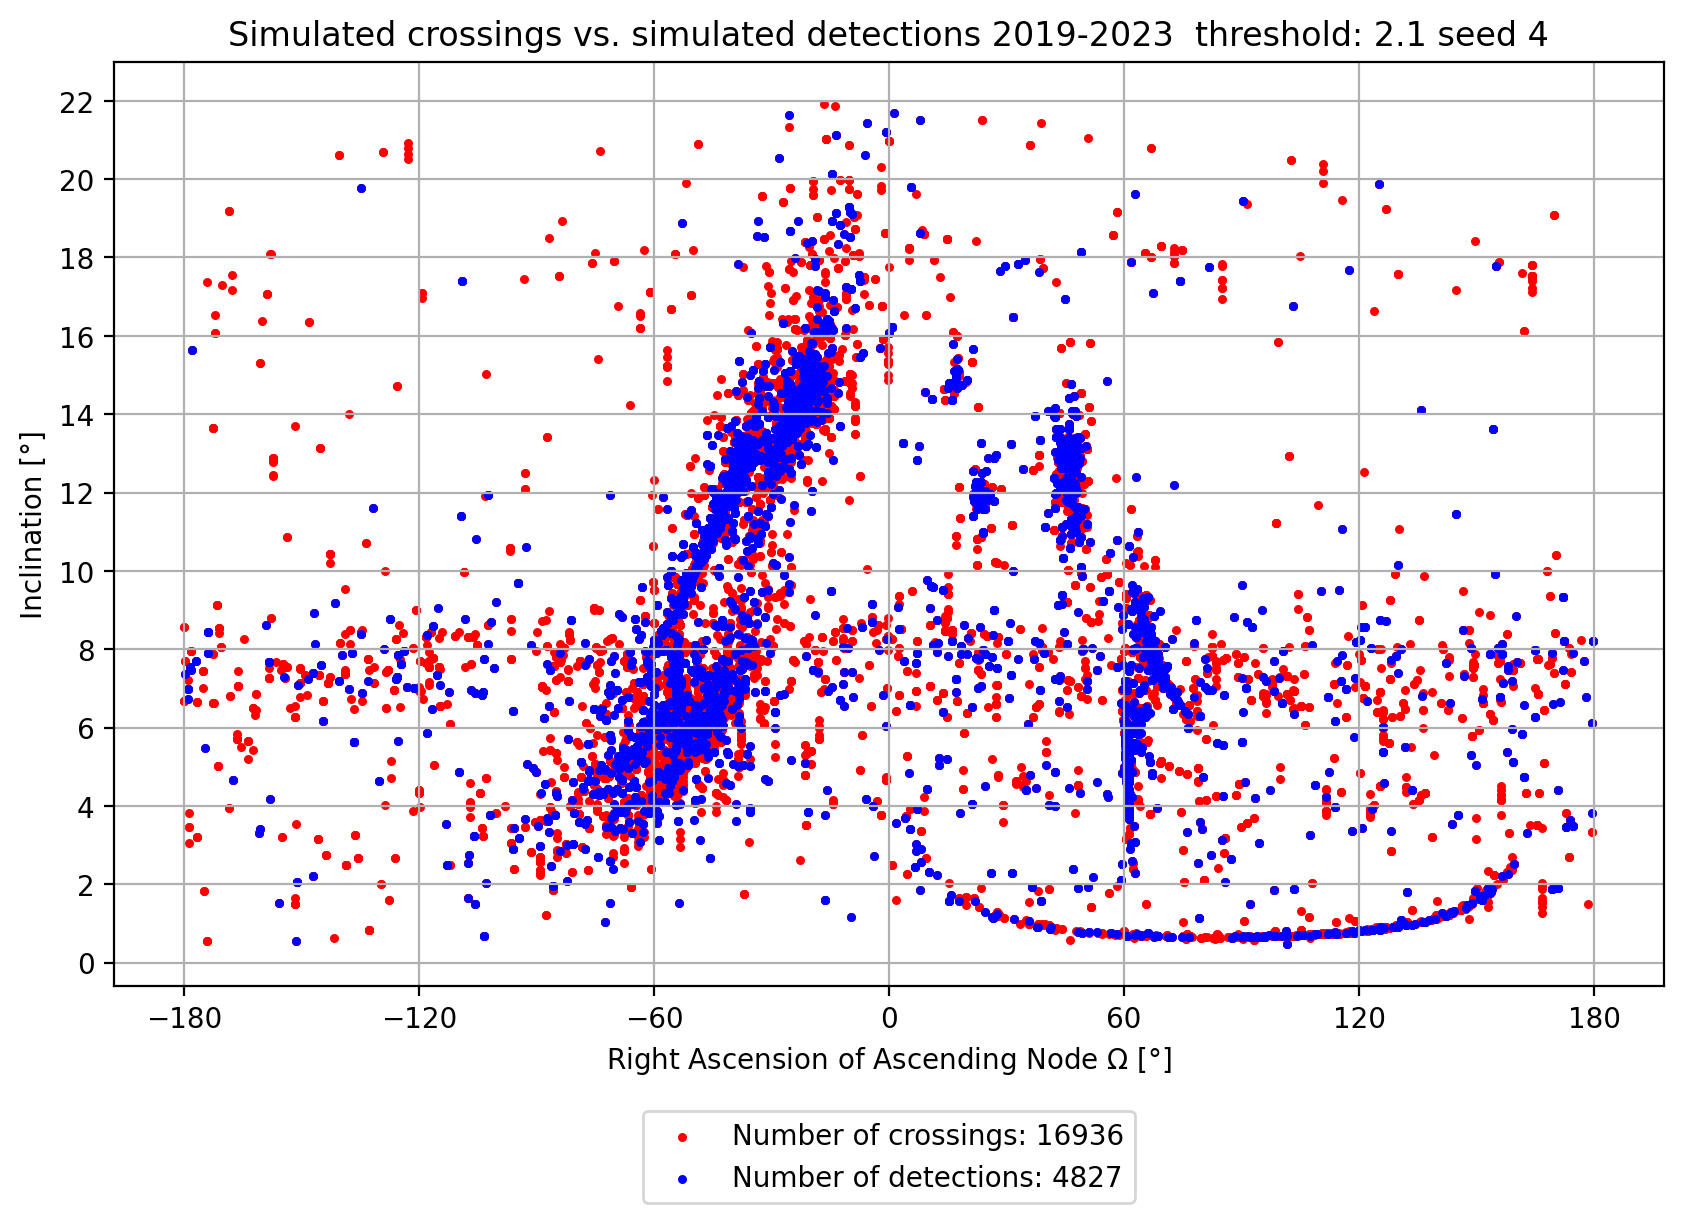 Simulated crossings vs. simulated detections 2019-2023  threshold: 2.1 seed 4
22
20
18
16
14
12
10
8
6
4
2
0
Inclination [°]
−180 −120 −60 0 60 120 180
Right Ascension of Ascending Node Ω [°]
Number of crossings: 16936
Number of detections: 4827